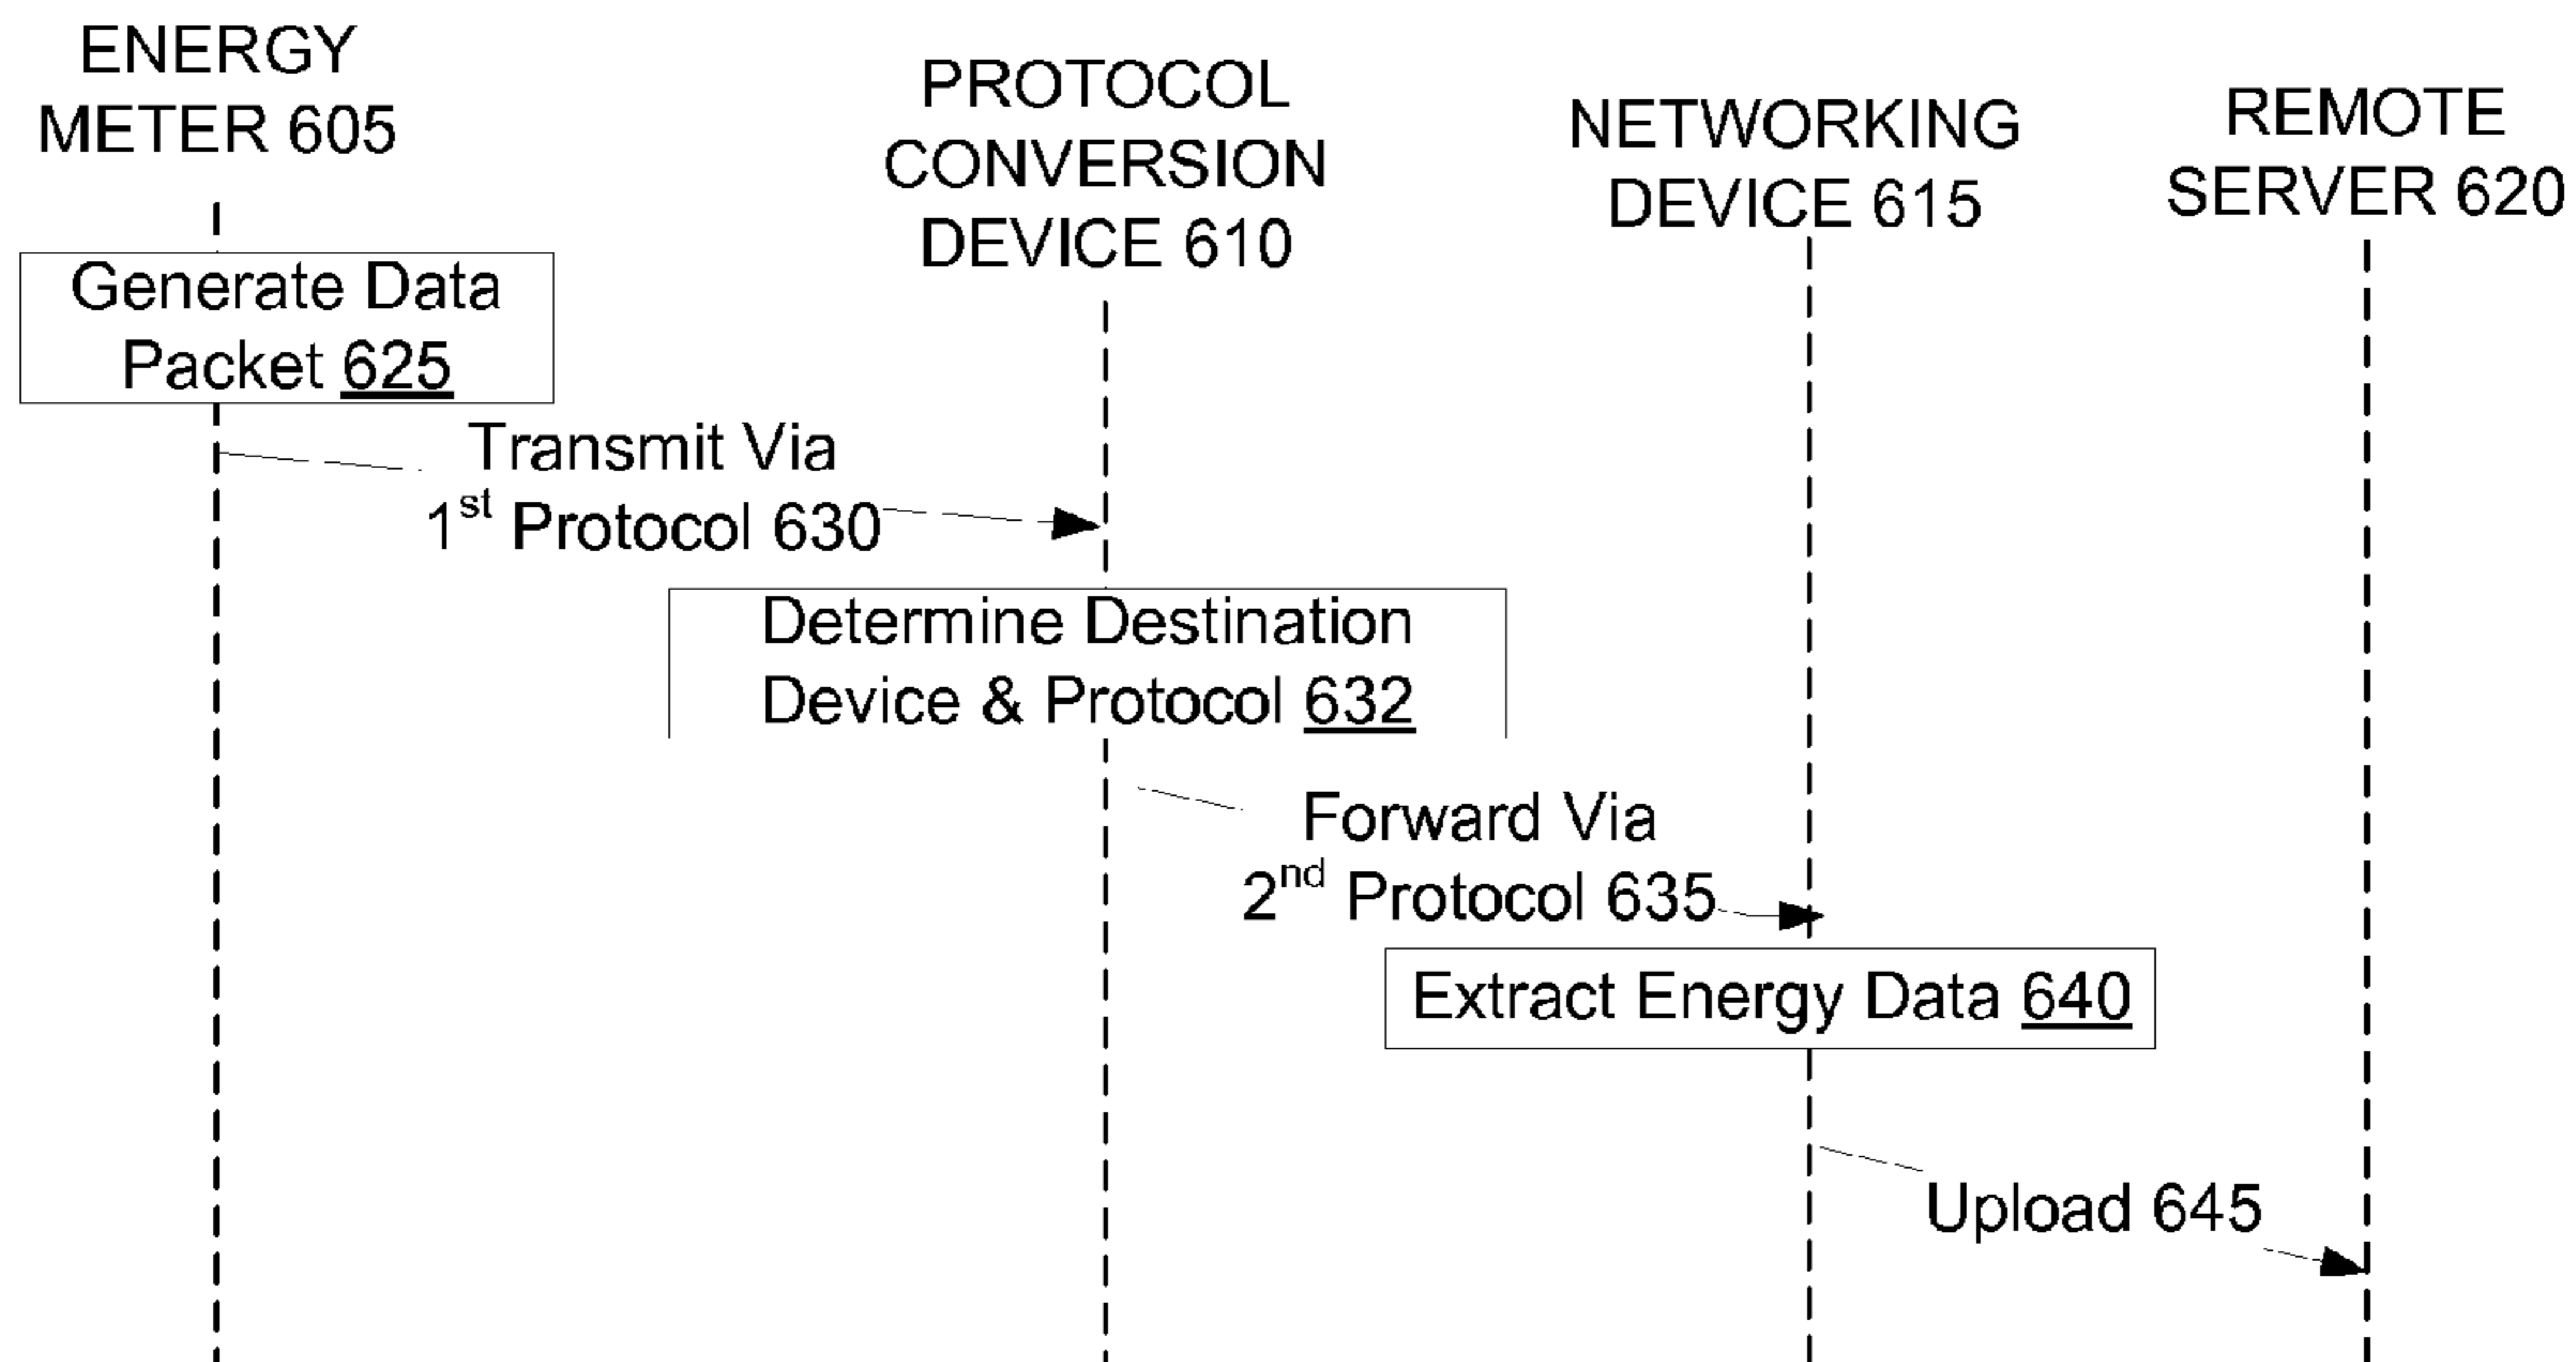 ENERGY
METER 605
PROTOCOL
CONVERSION
DEVICE 610
NETWORKING
DEVICE 615
REMOTE
SERVER 620
Generate Data
Packet 625
Transmit Via
1st Protocol 630
Determine Destination
Device & Protocol 632
Forward Via
2nd Protocol 635
Extract Energy Data 640
Upload 645